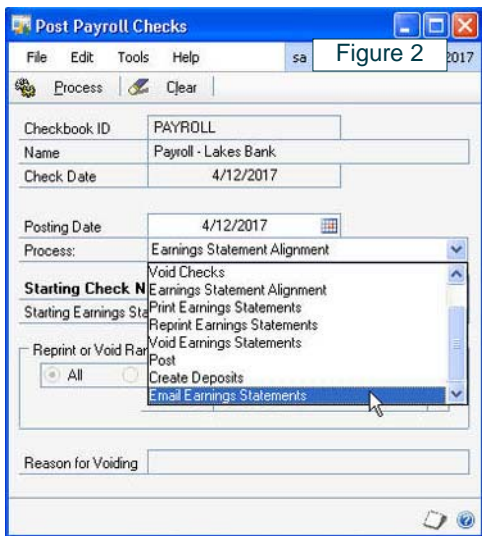 Post Payroll Checks
File Edit Tools Help sa Figure 2 2017
Process Clear
Checkbook ID PAYROLL
Name Payroll - Lakes Bank
Check Date 4/12/2017
Posting Date 4/12/2017
Process: Earnings Statement Alignment
Void Checks
Starting Check N Earnings Statement Alignment
Starting Earnings Sta Print Earnings Statements
Reprint Earnings Statements
Reprint or Void Ran Void Earnings Statements
Post
All Create Deposits
Email Earnings Statements
Reason for Voiding